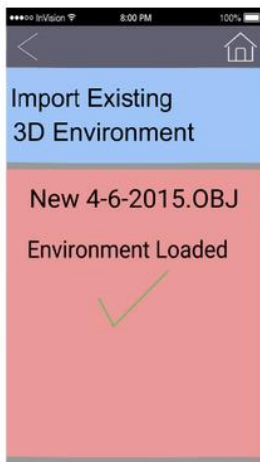 ●●●●○ InVision 8:00 PM 100%
Import Existing
3D Environment
New 4-6-2015.OBJ
Environment Loaded